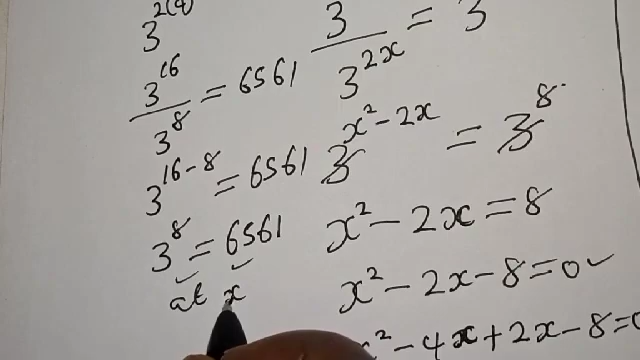 3^2(4)
3^16/3^8 = 6561
3^16-8 = 6561
3^8 = 6561
at x
3/3^2x = 3
3^x²-2x = 3^8
x² - 2x = 8
x² - 2x - 8 = 0
x² - 4x + 2x - 8 = 0